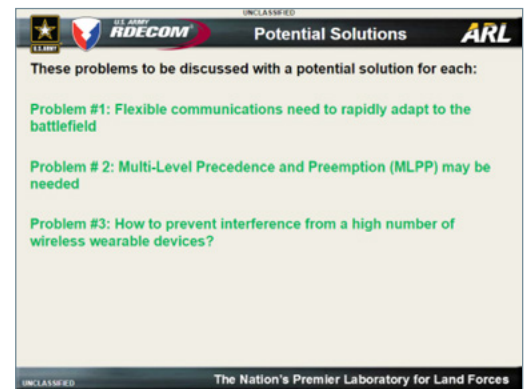 UNCLASSIFIED
U.S. ARMY
RDECOM
Potential Solutions
ARL
U.S. ARMY
These problems to be discussed with a potential solution for each:
Problem #1: Flexible communications need to rapidly adapt to the
battlefield
Problem # 2: Multi-Level Precedence and Preemption (MLPP) may be
needed
Problem #3: How to prevent interference from a high number of
wireless wearable devices?
UNCLASSIFIED
The Nation's Premier Laboratory for Land Forces